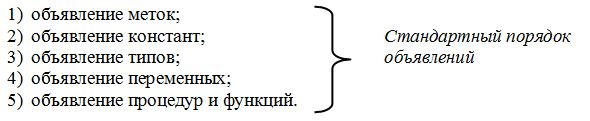 1) объявление меток;
2) объявление констант;
3) объявление типов;
4) объявление переменных;
5) объявление процедур и функций.
Стандартный порядок
объявлений